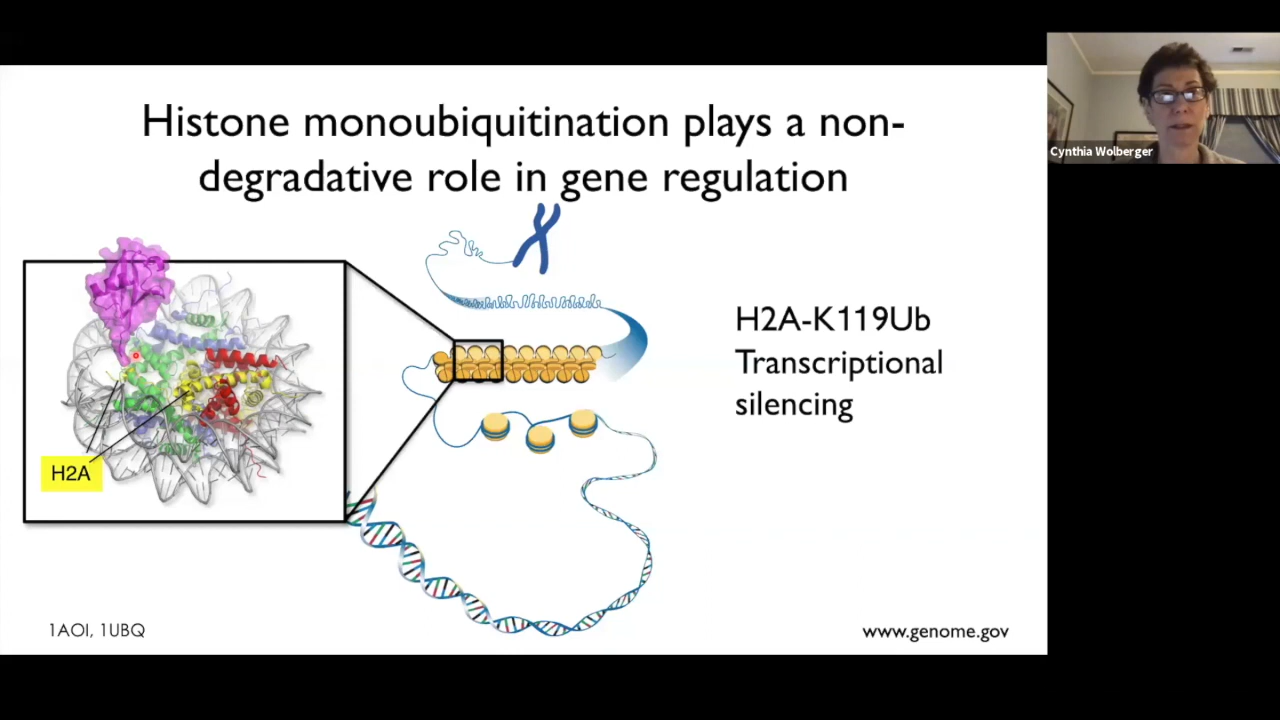 Histone monoubiquitination plays a non-
degradative role in gene regulation
Cynthia Wolberger
H2A-K119Ub
Transcriptional
silencing
H2A
1AOI, 1UBQ
www.genome.gov